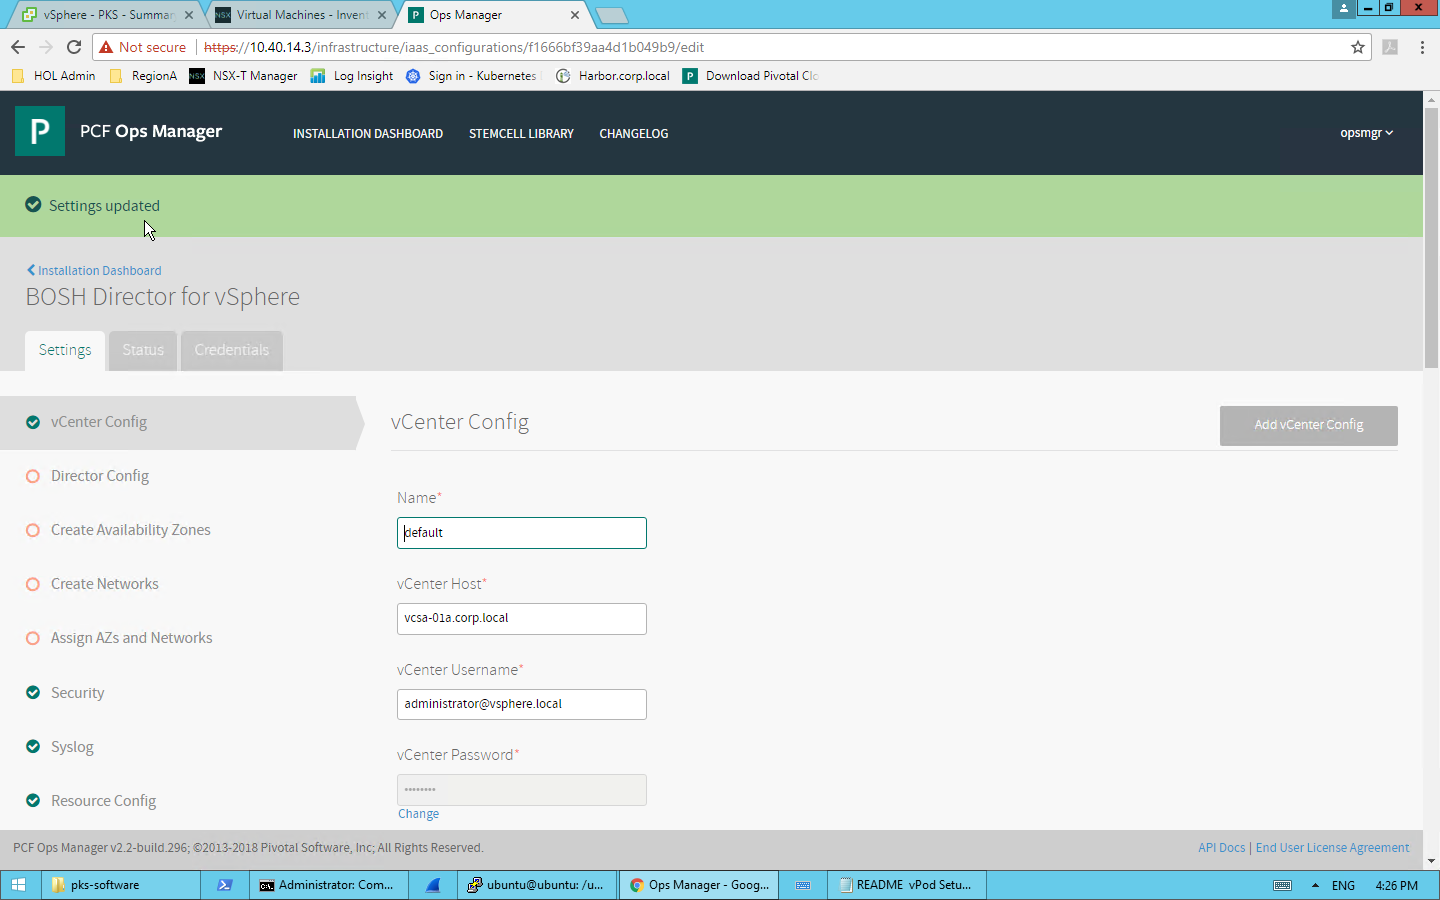 vSphere - PKS - Summar
Virtual Machines - Inven
Ops Manager
Not secure
https://10.40.14.3/infrastructure/iaas_configurations/f1666bf39aa4d1b049b9/edit
HOL Admin
RegionA
NSX-T Manager
Log Insight
Sign in - Kubernetes
Harbor.corp.local
Download Pivotal Clo
P
PCF Ops Manager
INSTALLATION DASHBOARD
STEMCELL LIBRARY
CHANGELOG
opsmgr
Settings updated
Installation Dashboard
BOSH Director for vSphere
Settings
Status
Credentials
vCenter Config
Director Config
Create Availability Zones
Create Networks
Assign AZs and Networks
Security
Syslog
Resource Config
vCenter Config
Add vCenter Config
Name*
default
vCenter Host*
vcsa-01a.corp.local
vCenter Username*
administrator@vsphere.local
vCenter Password*
••••••••
Change
PCF Ops Manager v2.2-build.296; ©2013-2018 Pivotal Software, Inc; All Rights Reserved.
API Docs | End User License Agreement
pks-software
Administrator: Com...
ubuntu@ubuntu: /u...
Ops Manager - Goog...
README vPod Setu...
ENG
4:26 PM